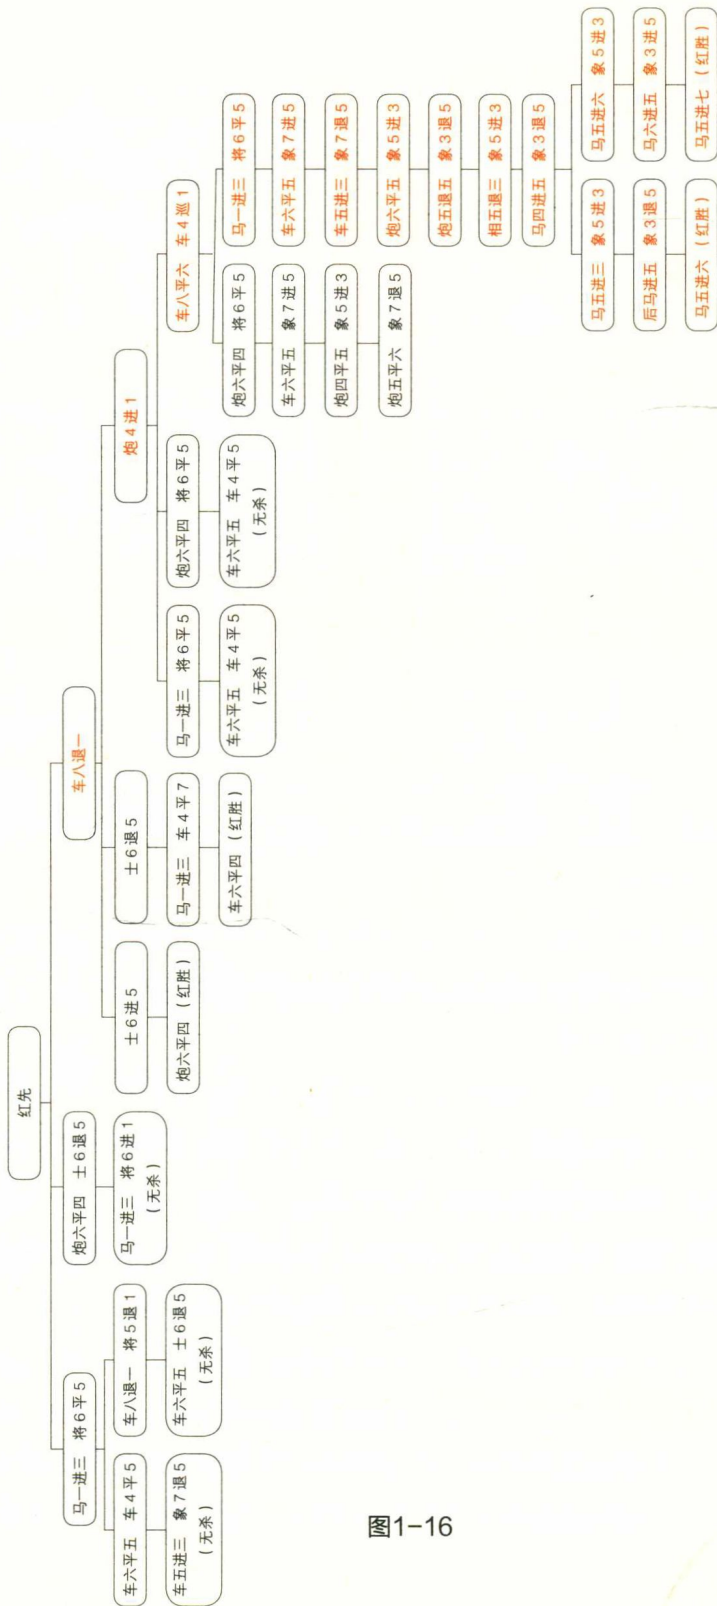 红先
马一进三 将6平5
车六平五 车4平5
车五进三 象7退5
(无杀)
车八退一 将5退1
车六平五 士6退5
(无杀)
炮六平四 士6退5
马一进三 将6进1
(无杀)
车八退一
士6进5
炮六平四 (红胜)
士6退5
马一进三 车4平7
车六平四 (红胜)
炮4进1
马一进三 将6平5
车六平五 车4平5
(无杀)
炮六平四 将6平5
车六平五 车4平5
(无杀)
车八平六 车4巡1
炮六平四 将6平5
车六平五 象7进5
炮四平五 象5进3
炮五平六 象7退5
马一进三 将6平5
车六平五 象7进5
车五进三 象7退5
炮六平五 象5进3
炮五退五 象3退5
相五退三 象5进3
马四进五 象3退5
马五进三 象5进3
后马进五 象3退5
马五进六 (红胜)
马五进六 象5进3
马六进五 象3进5
马五进七 (红胜)
图1-16